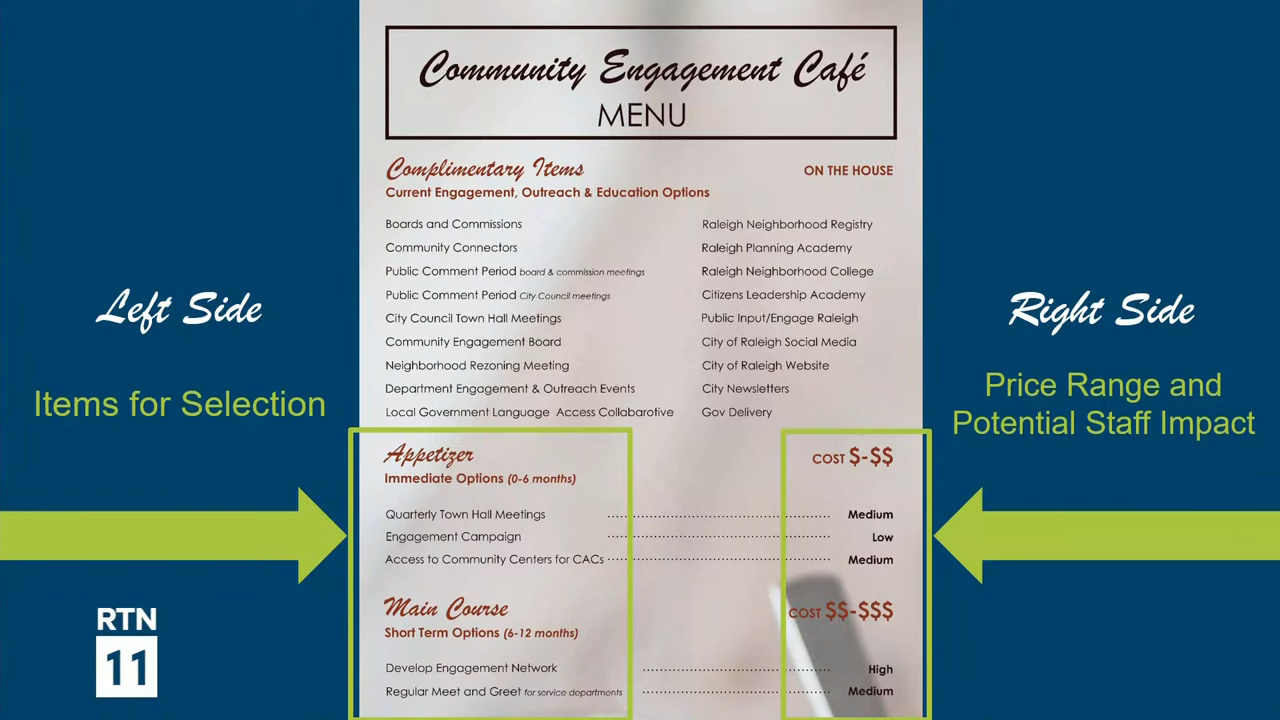 Community Engagement Café
MENU
Complimentary Items
ON THE HOUSE
Current Engagement, Outreach & Education Options
Boards and Commissions
Community Connectors
Public Comment Period board & commission meetings
Public Comment Period City Council meetings
City Council Town Hall Meetings
Community Engagement Board
Neighborhood Rezoning Meeting
Department Engagement & Outreach Events
Local Government Language Access Collabarotive
Raleigh Neighborhood Registry
Raleigh Planning Academy
Raleigh Neighborhood College
Citizens Leadership Academy
Public Input/Engage Raleigh
City of Raleigh Social Media
City of Raleigh Website
City Newsletters
Gov Delivery
Left Side
Items for Selection
Right Side
Price Range and
Potential Staff Impact
Appetizer
COST $-$$
Immediate Options (0-6 months)
Quarterly Town Hall Meetings Medium
Engagement Campaign Low
Access to Community Centers for CACs Medium
Main Course
COST $$-$$$
Short Term Options (6-12 months)
Develop Engagement Network High
Regular Meet and Greet for service departments Medium
RTN
11